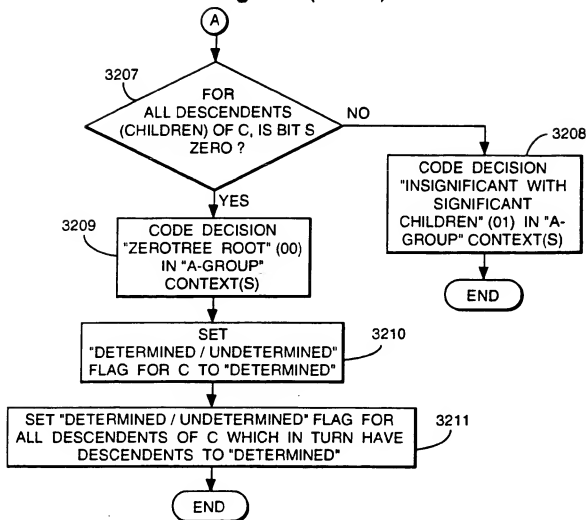 A
3207
FOR
ALL DESCENDENTS
(CHILDREN) OF C, IS BIT S
ZERO ?
NO
3208
CODE DECISION
"INSIGNIFICANT WITH
SIGNIFICANT
CHILDREN" (01) IN "A-
GROUP" CONTEXT(S)
END
YES
3209
CODE DECISION
"ZEROTREE ROOT" (00)
IN "A-GROUP"
CONTEXT(S)
SET
"DETERMINED / UNDETERMINED"
FLAG FOR C TO "DETERMINED"
3210
SET "DETERMINED / UNDETERMINED" FLAG FOR
ALL DESCENDENTS OF C WHICH IN TURN HAVE
DESCENDENTS TO "DETERMINED"
3211
END